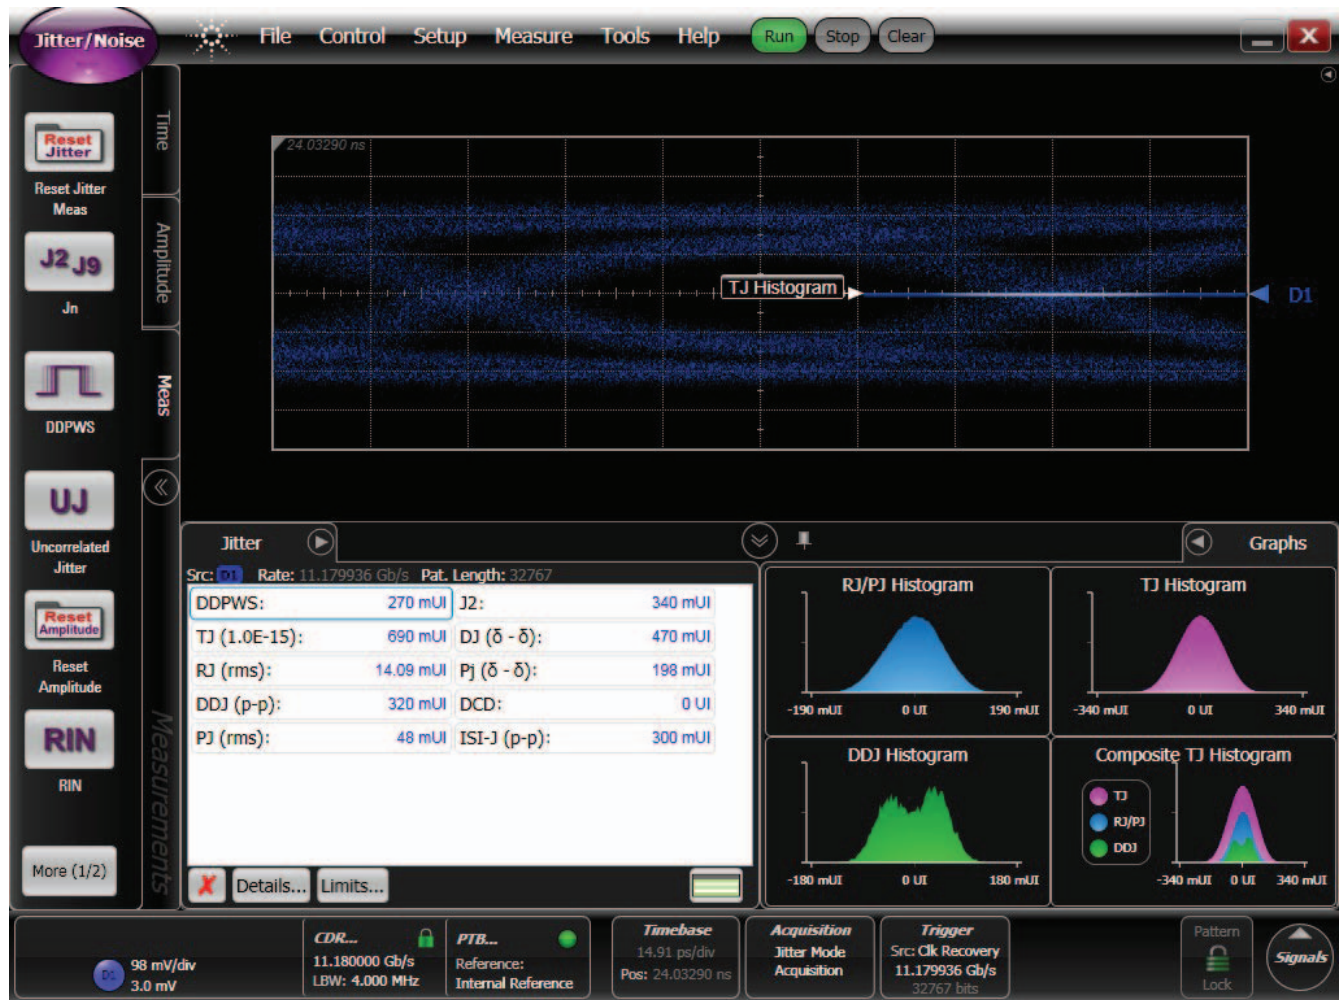 Jitter/Noise
File Control Setup Measure Tools Help Run Stop Clear
Reset
Jitter
Reset Jitter
Meas
J2 J9
Jn
DDPWS
UJ
Uncorrelated
Jitter
Reset
Amplitude
Reset
Amplitude
RIN
RIN
More (1/2)
Time
Amplitude
Meas
Measurements
24.03290 ns
TJ Histogram
D1
Jitter
Graphs
Src: D1 Rate: 11.179936 Gb/s Pat. Length: 32767
DDPWS: 270 mUI J2: 340 mUI
TJ (1.0E-15): 690 mUI DJ (δ - δ): 470 mUI
RJ (rms): 14.09 mUI Pj (δ - δ): 198 mUI
DDJ (p-p): 320 mUI DCD: 0 UI
PJ (rms): 48 mUI ISI-J (p-p): 300 mUI
Details... Limits...
RJ/PJ Histogram
-190 mUI 0 UI 190 mUI
TJ Histogram
-340 mUI 0 UI 340 mUI
DDJ Histogram
-180 mUI 0 UI 180 mUI
Composite TJ Histogram
TJ
RJ/PJ
DDJ
-340 mUI 0 UI 340 mUI
D1
98 mV/div
3.0 mV
CDR...
11.180000 Gb/s
LBW: 4.000 MHz
PTB...
Reference:
Internal Reference
Timebase
14.91 ps/div
Pos: 24.03290 ns
Acquisition
Jitter Mode
Acquisition
Trigger
Src: Clk Recovery
11.179936 Gb/s
32767 bits
Pattern
Lock
Signals